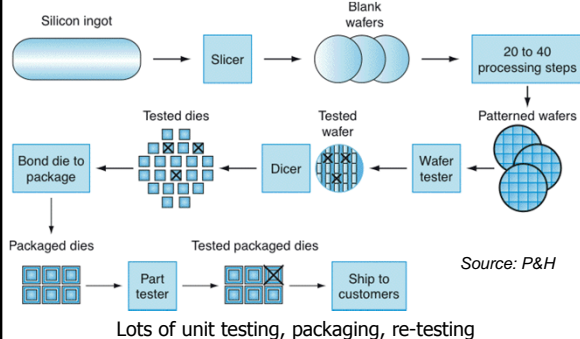 Silicon ingot
Slicer
Blank
wafers
20 to 40
processing steps
Tested dies
Tested
wafer
Patterned wafers
Bond die to
package
Dicer
Wafer
tester
Packaged dies
Tested packaged dies
Source: P&H
Part
tester
Ship to
customers
Lots of unit testing, packaging, re-testing